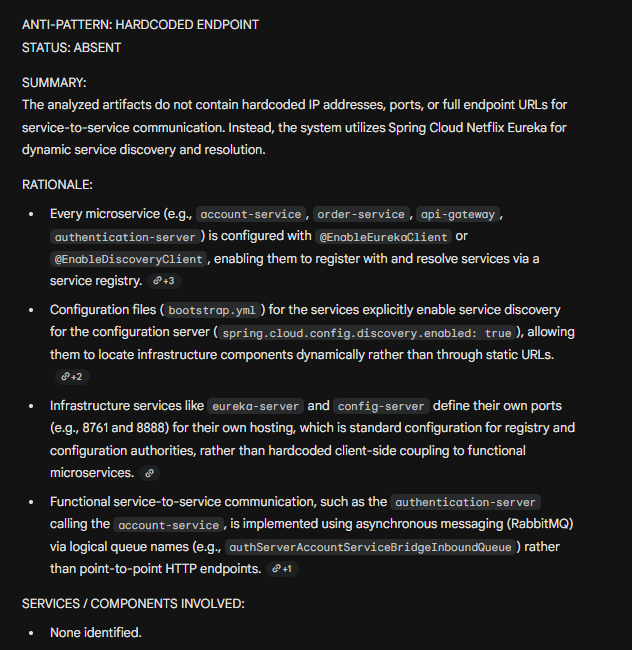 ANTI-PATTERN: HARDCODED ENDPOINT
STATUS: ABSENT
SUMMARY:
The analyzed artifacts do not contain hardcoded IP addresses, ports, or full endpoint URLs for
service-to-service communication. Instead, the system utilizes Spring Cloud Netflix Eureka for
dynamic service discovery and resolution.
RATIONALE:
• Every microservice (e.g., account-service, order-service, api-gateway,
authentication-server) is configured with @EnableEurekaClient or
@EnableDiscoveryClient, enabling them to register with and resolve services via a
service registry. +3
• Configuration files (bootstrap.yml) for the services explicitly enable service discovery
for the configuration server (spring.cloud.config.discovery.enabled: true), allowing
them to locate infrastructure components dynamically rather than through static URLs.
+2
• Infrastructure services like eureka-server and config-server define their own ports
(e.g., 8761 and 8888) for their own hosting, which is standard configuration for registry and
configuration authorities, rather than hardcoded client-side coupling to functional
microservices.
• Functional service-to-service communication, such as the authentication-server
calling the account-service, is implemented using asynchronous messaging (RabbitMQ)
via logical queue names (e.g., authServerAccountServiceBridgeInboundQueue) rather
than point-to-point HTTP endpoints. +1
SERVICES / COMPONENTS INVOLVED:
• None identified.